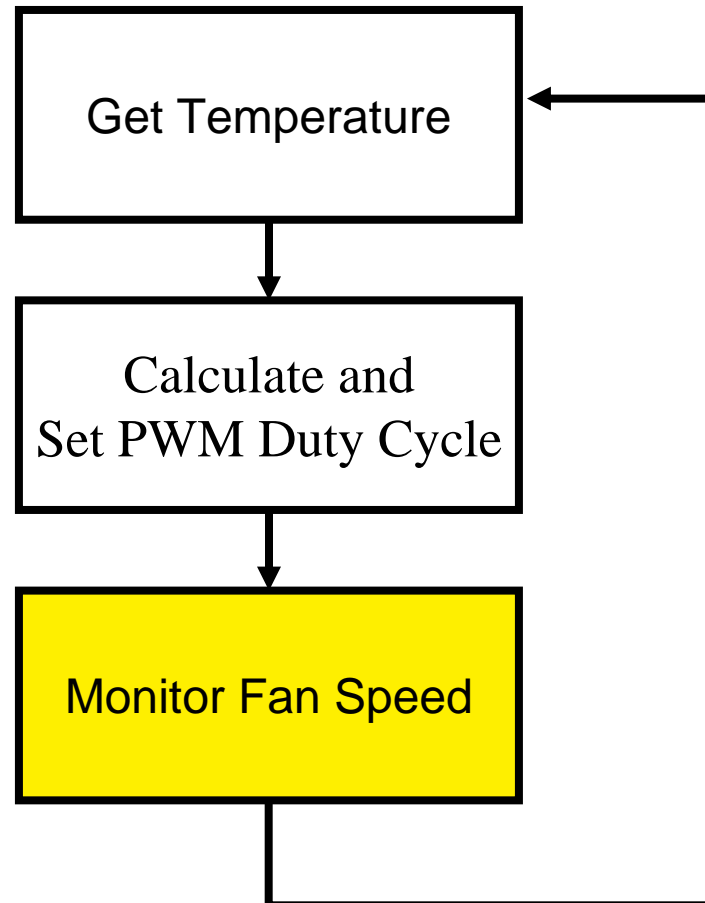 Get Temperature
Calculate and
Set PWM Duty Cycle
Monitor Fan Speed